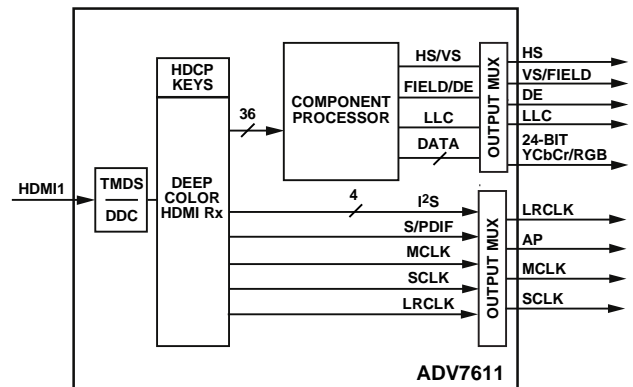 HDMI1
TMDS
DDC
HDCP
KEYS
DEEP
COLOR
HDMI Rx
36
COMPONENT
PROCESSOR
HS/VS
FIELD/DE
LLC
DATA
OUTPUT MUX
HS
VS/FIELD
DE
LLC
24-BIT
YCbCr/RGB
4
I2S
S/PDIF
MCLK
SCLK
LRCLK
OUTPUT MUX
LRCLK
AP
MCLK
SCLK
ADV7611